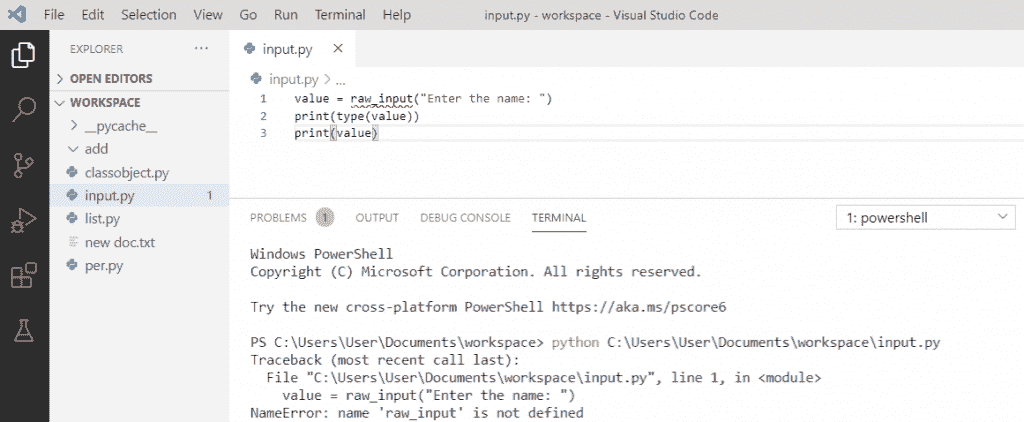 File Edit Selection View Go Run Terminal Help input.py - workspace - Visual Studio Code
EXPLORER ...
OPEN EDITORS
WORKSPACE
__pycache__
add
classobject.py
input.py 1
list.py
new doc.txt
per.py
input.py
input.py > ...
1 value = raw_input("Enter the name: ")
2 print(type(value))
3 print(value)
PROBLEMS 1 OUTPUT DEBUG CONSOLE TERMINAL 1: powershell
Windows PowerShell
Copyright (C) Microsoft Corporation. All rights reserved.
Try the new cross-platform PowerShell https://aka.ms/pscore6
PS C:\Users\User\Documents\workspace> python C:\Users\User\Documents\workspace\input.py
Traceback (most recent call last):
  File "C:\Users\User\Documents\workspace\input.py", line 1, in <module>
    value = raw_input("Enter the name: ")
NameError: name 'raw_input' is not defined